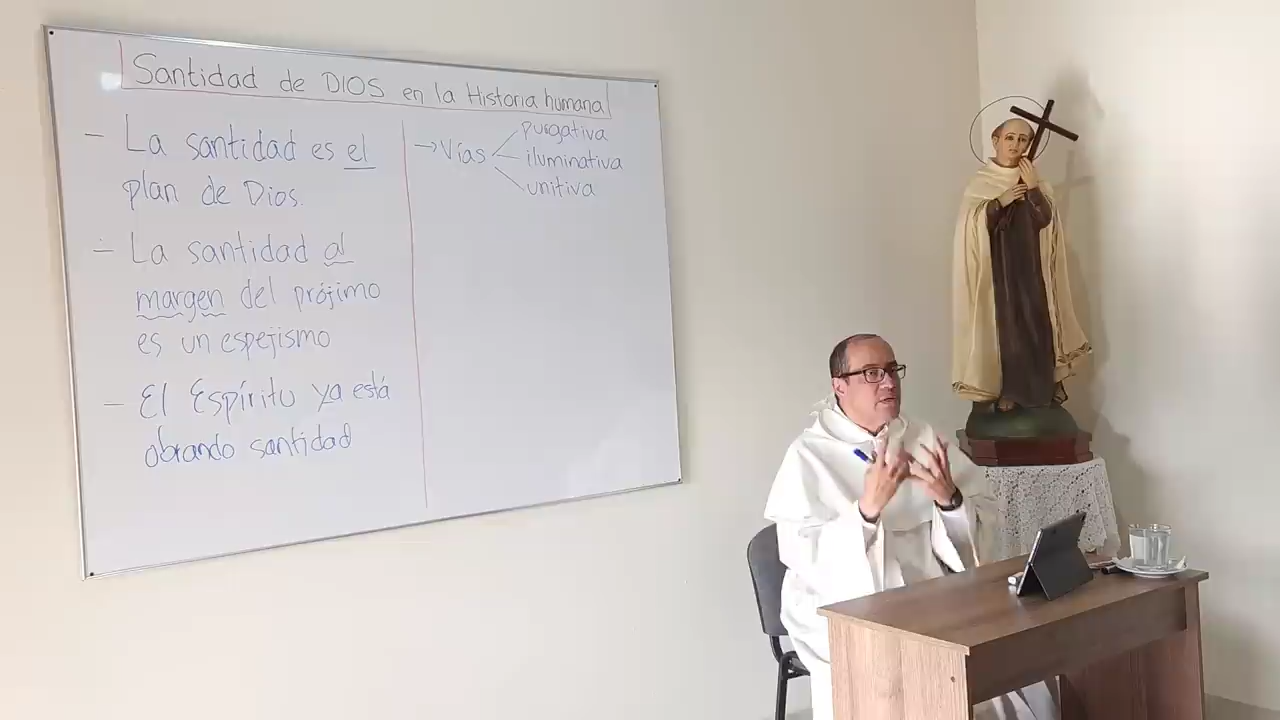 Santidad de DIOS en la Historia humana
- La santidad es el
plan de Dios.
- La santidad al
margen del prójimo
es un espejismo
- El Espíritu ya está
obrando santidad
→ Vías
purgativa
iluminativa
unitiva